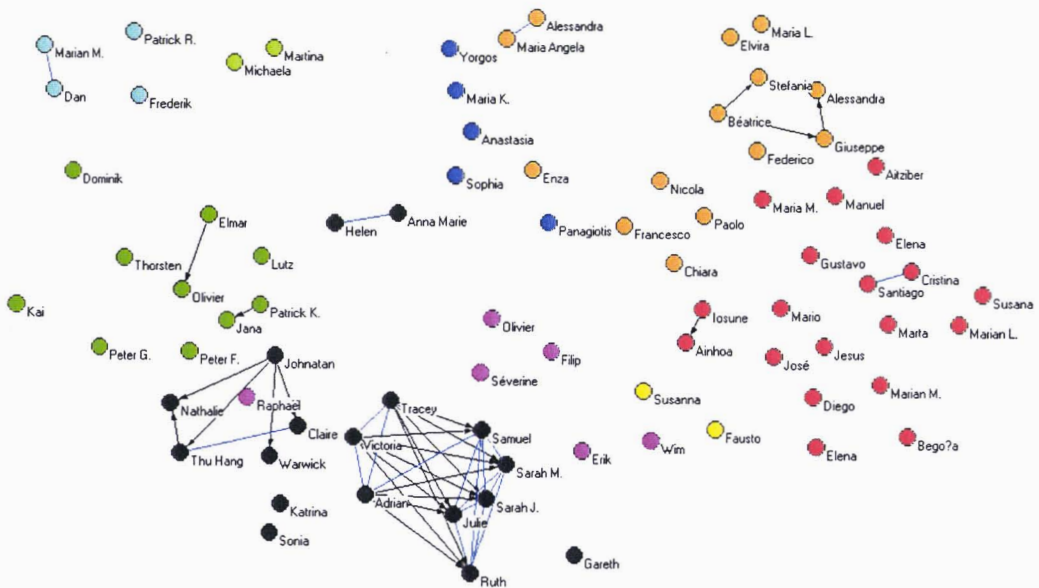 Alessandra
Maria L.
Patrick R.
Elvira
Marian M.
Maria Angela
Martina
Yorgos
Michaela
Stefania
Dan
Alessandra
Frederik
Maria K.
Béatrice
Anastasia
Giuseppe
Federico
Aitziber
Dominik
Sophia
Enza
Nicola
Maria M.
Manuel
Elmar
Anna Marie
Paolo
Helen
Panagiotis
Francesco
Elena
Thorsten
Lutz
Gustavo
Chiara
Cristina
Santiago
Olivier
Susana
Kai
Patrick K.
Iosune
Mario
Jana
Olivier
Marta
Marian L.
Peter G.
Peter F.
Ainhoa
Jesus
Johnatan
Filip
José
Séverine
Marian M.
Susanna
Nathalie
Raphaël
Tracey
Diego
Claire
Samuel
Fausto
Victoria
Bego?a
Thu Hang
Warwick
Erik
Wim
Elena
Sarah M.
Adrian
Sarah J.
Katrina
Julie
Sonia
Gareth
Ruth